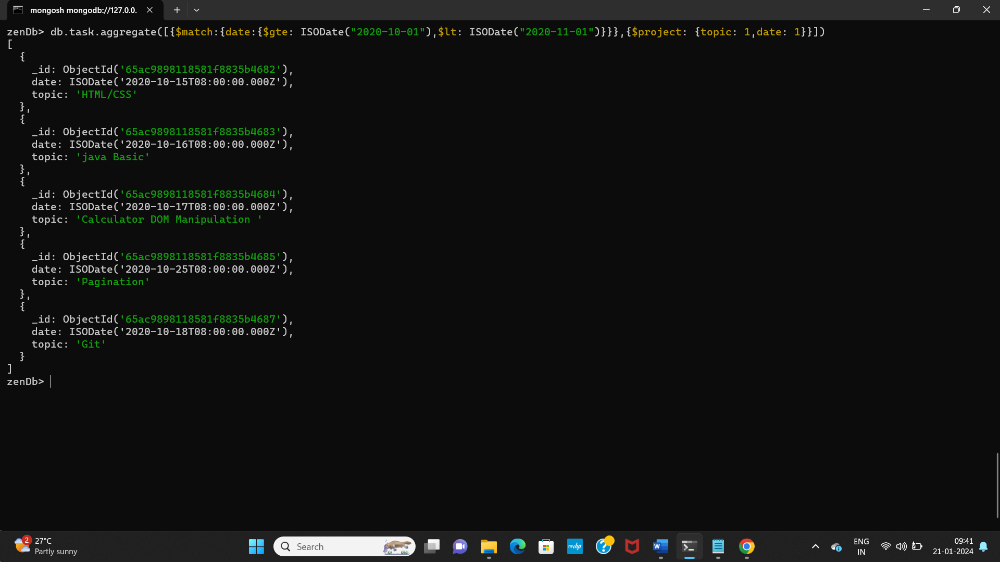 mongosh mongodb://127.0.0.
zenDb> db.task.aggregate([{$match:{date:{$gte: ISODate("2020-10-01"),$lt: ISODate("2020-11-01")}}},{$project: {topic: 1,date: 1}}])
[
  {
    _id: ObjectId('65ac9898118581f8835b4682'),
    date: ISODate('2020-10-15T08:00:00.000Z'),
    topic: 'HTML/CSS'
  },
  {
    _id: ObjectId('65ac9898118581f8835b4683'),
    date: ISODate('2020-10-16T08:00:00.000Z'),
    topic: 'java Basic'
  },
  {
    _id: ObjectId('65ac9898118581f8835b4684'),
    date: ISODate('2020-10-17T08:00:00.000Z'),
    topic: 'Calculator DOM Manipulation '
  },
  {
    _id: ObjectId('65ac9898118581f8835b4685'),
    date: ISODate('2020-10-25T08:00:00.000Z'),
    topic: 'Pagination'
  },
  {
    _id: ObjectId('65ac9898118581f8835b4687'),
    date: ISODate('2020-10-18T08:00:00.000Z'),
    topic: 'Git'
  }
]
zenDb>
2
27°C
Partly sunny
Search
myhp
?
W
ENG
IN
09:41
21-01-2024